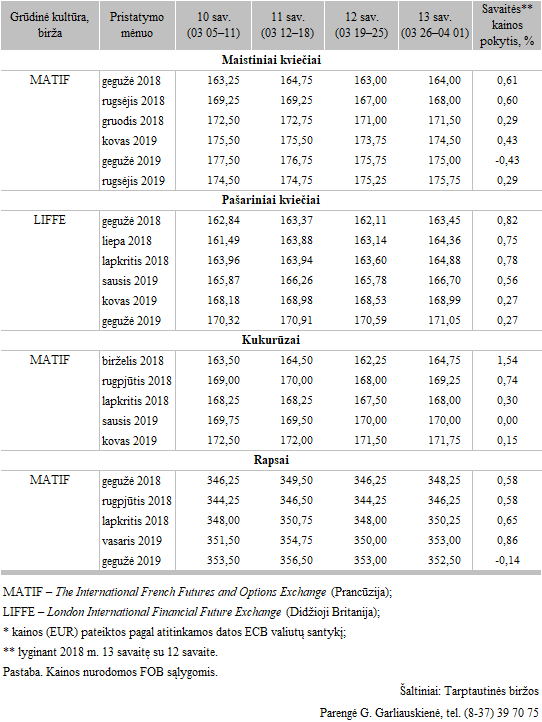 Grūdinė kultūra, birža Pristatymo mėnuo 10 sav. (03 05–11) 11 sav. (03 12–18) 12 sav. (03 19–25) 13 sav. (03 26–04 01) Savaitės** kainos pokytis, %
Maistiniai kviečiai
MATIF gegužė 2018 163,25 164,75 163,00 164,00 0,61
rugsėjis 2018 169,25 169,25 167,00 168,00 0,60
gruodis 2018 172,50 172,75 171,00 171,50 0,29
kovas 2019 175,50 175,50 173,75 174,50 0,43
gegužė 2019 177,50 176,75 175,75 175,00 -0,43
rugsėjis 2019 174,50 174,75 175,25 175,75 0,29
Pašariniai kviečiai
LIFFE gegužė 2018 162,84 163,37 162,11 163,45 0,82
liepa 2018 161,49 163,88 163,14 164,36 0,75
lapkritis 2018 163,96 163,94 163,60 164,88 0,78
sausis 2019 165,87 166,26 165,78 166,70 0,56
kovas 2019 168,18 168,98 168,53 168,99 0,27
gegužė 2019 170,32 170,91 170,59 171,05 0,27
Kukurūzai
MATIF birželis 2018 163,50 164,50 162,25 164,75 1,54
rugpjūtis 2018 169,00 170,00 168,00 169,25 0,74
lapkritis 2018 168,25 168,25 167,50 168,00 0,30
sausis 2019 169,75 169,50 170,00 170,00 0,00
kovas 2019 172,50 172,00 171,50 171,75 0,15
Rapsai
MATIF gegužė 2018 346,25 349,50 346,25 348,25 0,58
rugpjūtis 2018 344,25 346,50 344,25 346,25 0,58
lapkritis 2018 348,00 350,75 348,00 350,25 0,65
vasaris 2019 351,50 354,75 350,00 353,00 0,86
gegužė 2019 353,50 356,50 353,00 352,50 -0,14
MATIF – The International French Futures and Options Exchange (Prancūzija);
LIFFE – London International Financial Future Exchange (Didžioji Britanija);
* kainos (EUR) pateiktos pagal atitinkamos datos ECB valiutų santykį;
** lyginant 2018 m. 13 savaitę su 12 savaite.
Pastaba. Kainos nurodomos FOB sąlygomis.
Šaltiniai: Tarptautinės biržos
Parengė G. Garliauskienė, tel. (8-37) 39 70 75